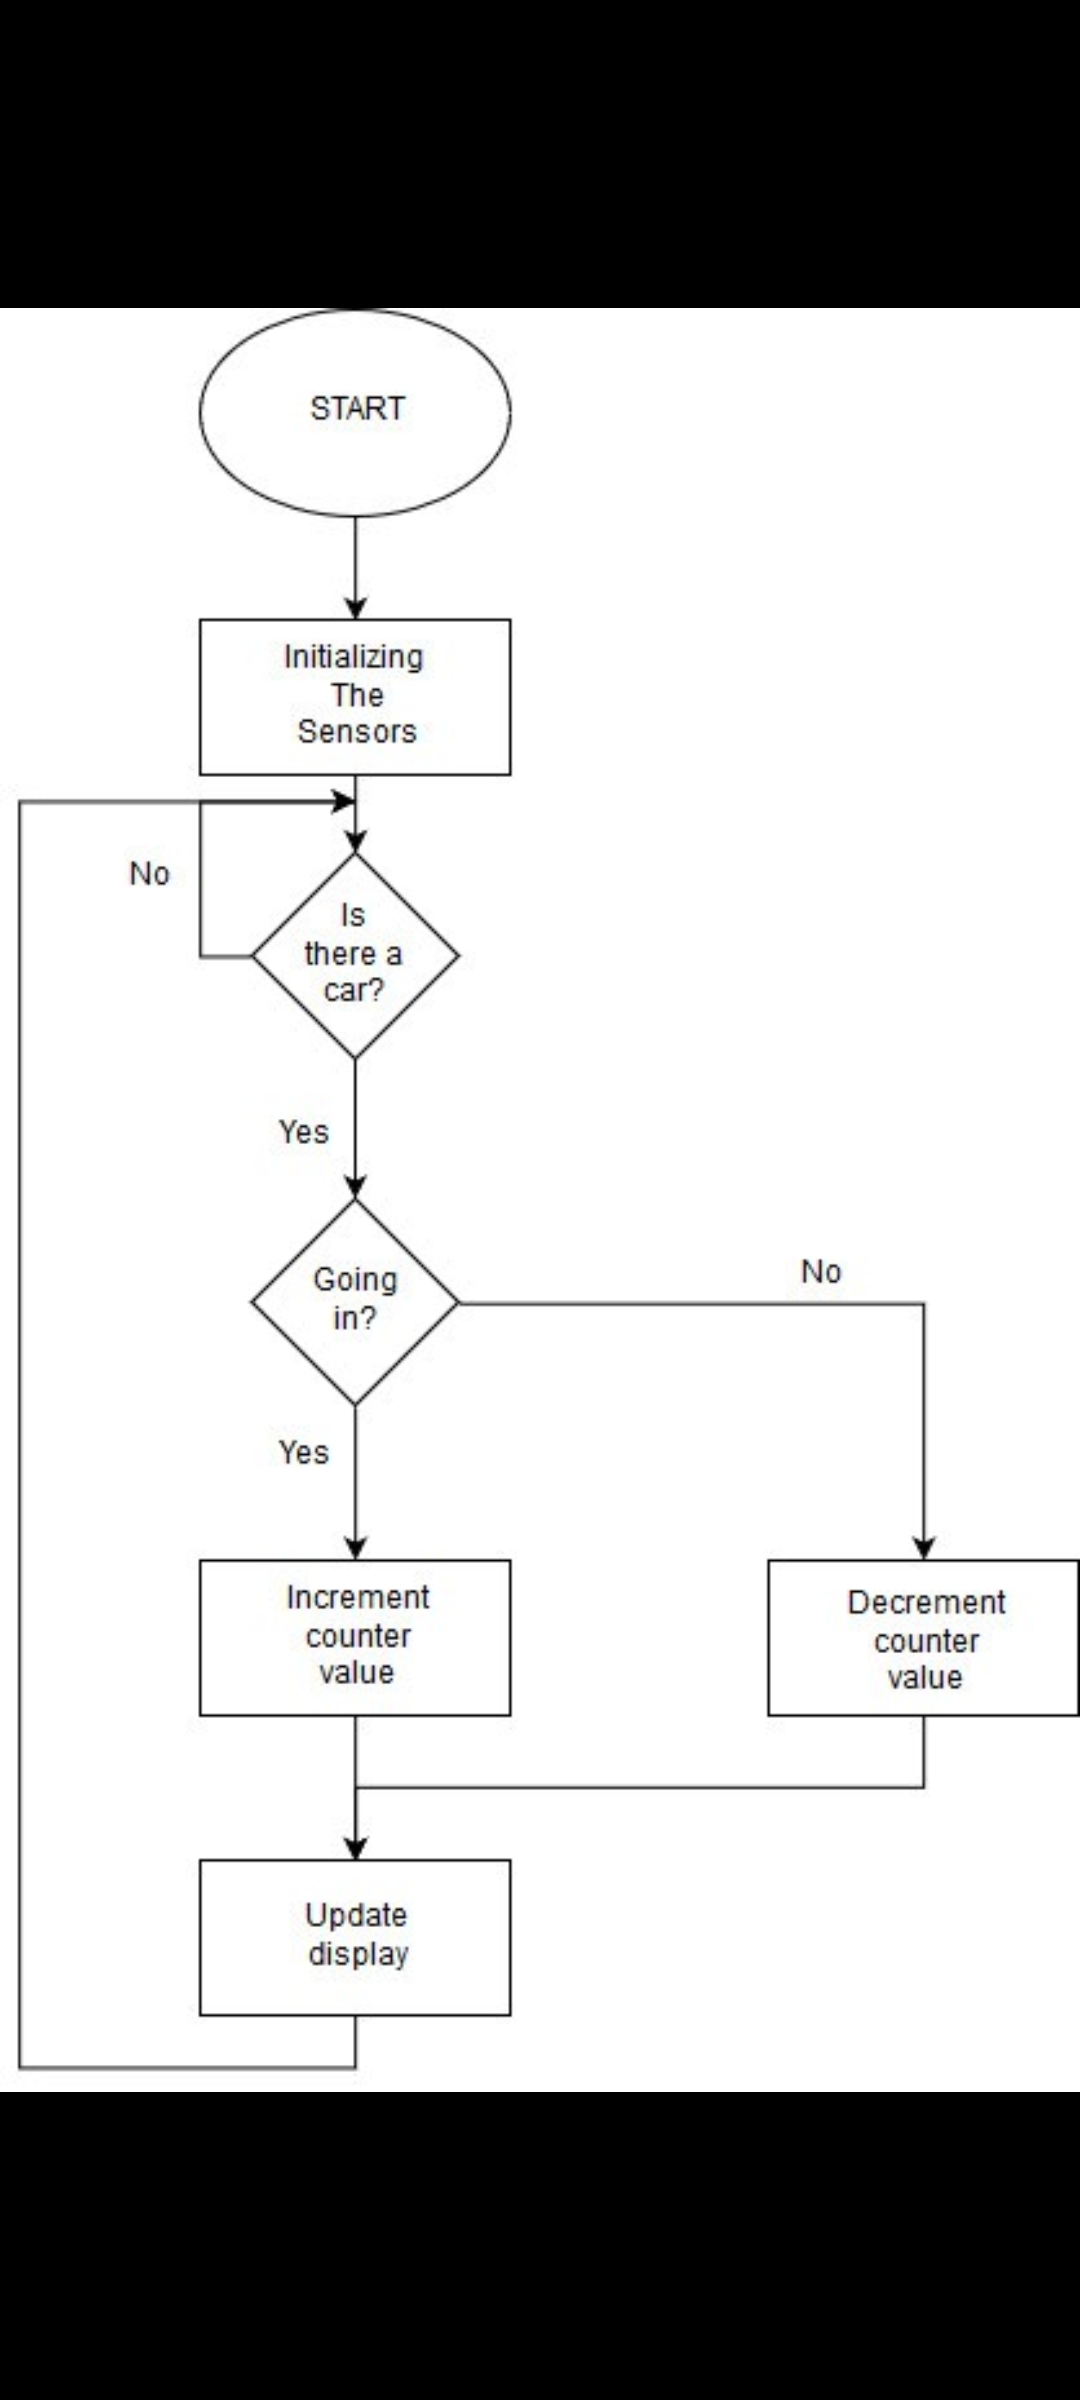 START
Initializing
The
Sensors
No
Is
there a
car?
Yes
Going
in?
No
Yes
Increment
counter
value
Decrement
counter
value
Update
display